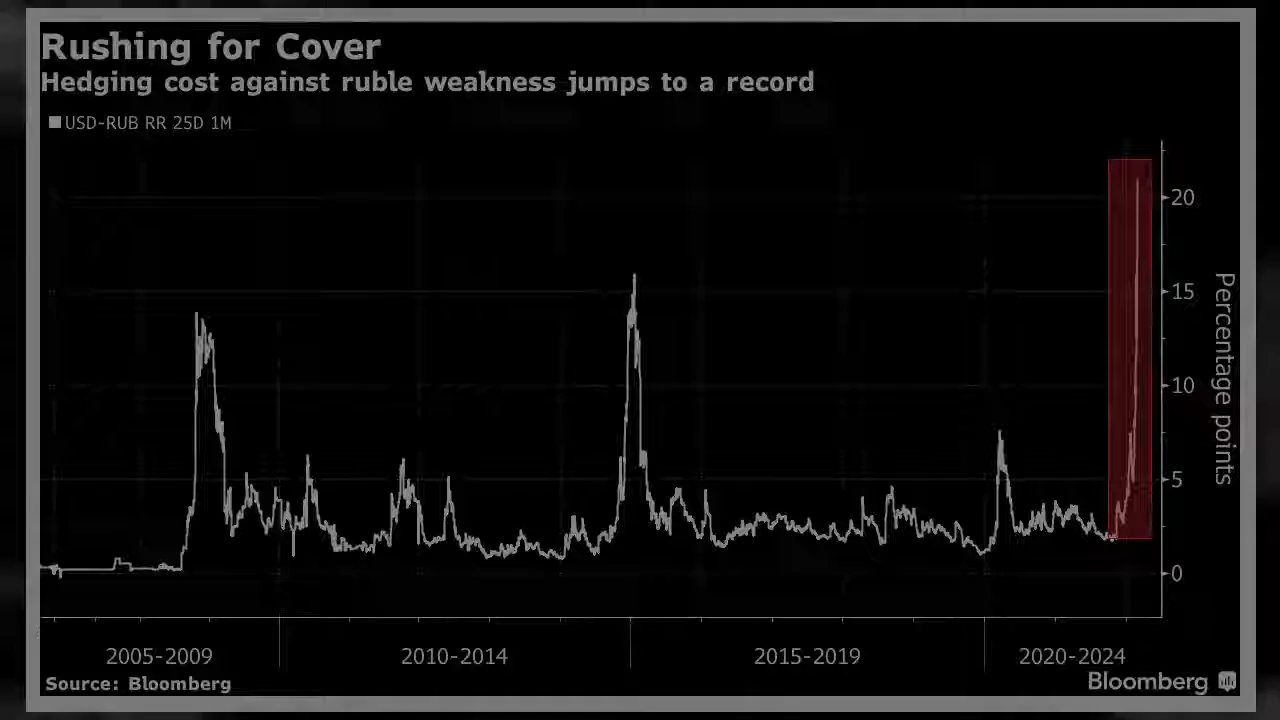 Rushing for Cover
Hedging cost against ruble weakness jumps to a record
USD-RUB RR 25D 1M
20
15
10
5
0
Percentage points
2005-2009
2010-2014
2015-2019
2020-2024
Source: Bloomberg
Bloomberg